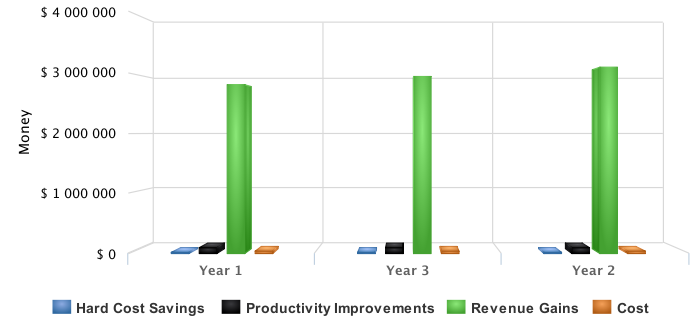 $ 4 000 000
$ 3 000 000
$ 2 000 000
$ 1 000 000
$ 0
Money
Year 1 Year 3 Year 2
Hard Cost Savings Productivity Improvements Revenue Gains Cost